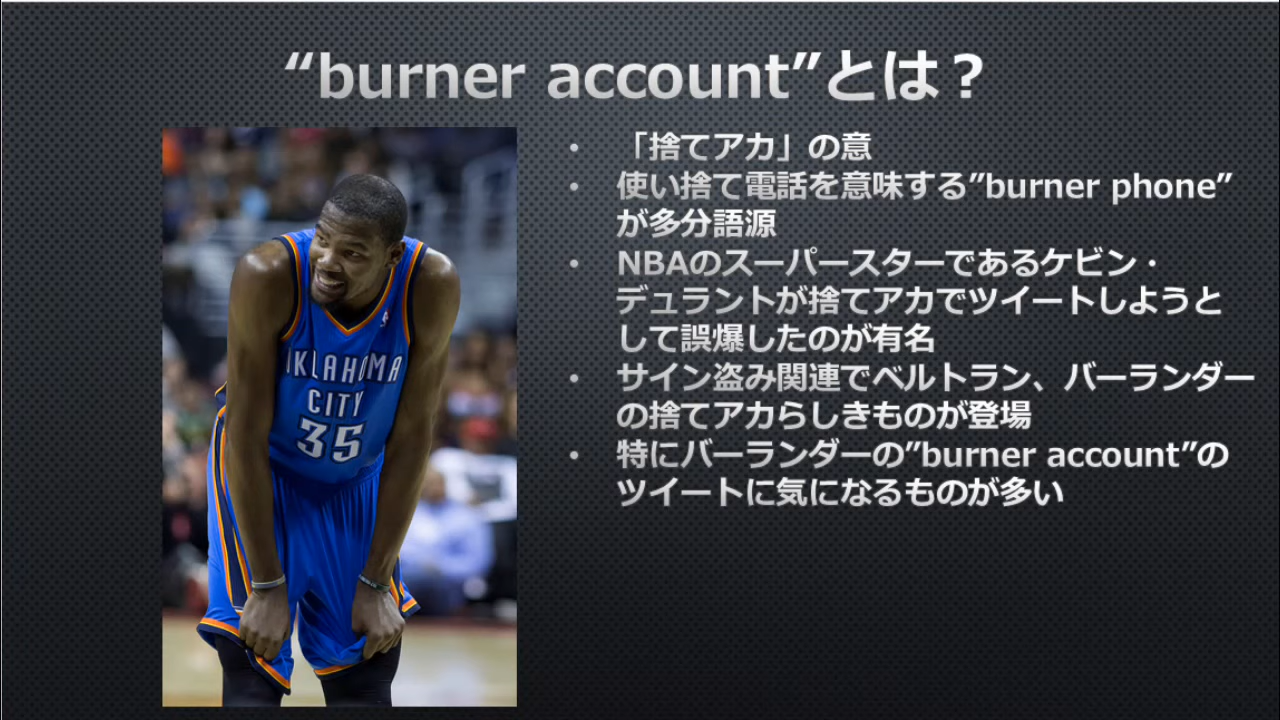 “burner account”とは？
• 「捨てアカ」の意
• 使い捨て電話を意味する”burner phone”
が多分語源
• NBAのスーパースターであるケビン・
デュラントが捨てアカでツイートしようと
して誤爆したのが有名
• サイン盗み関連でベルトラン、バーランダー
の捨てアカらしきものが登場
• 特にバーランダーの”burner account”の
ツイートに気になるものが多い
OKLAHOMA
CITY
35